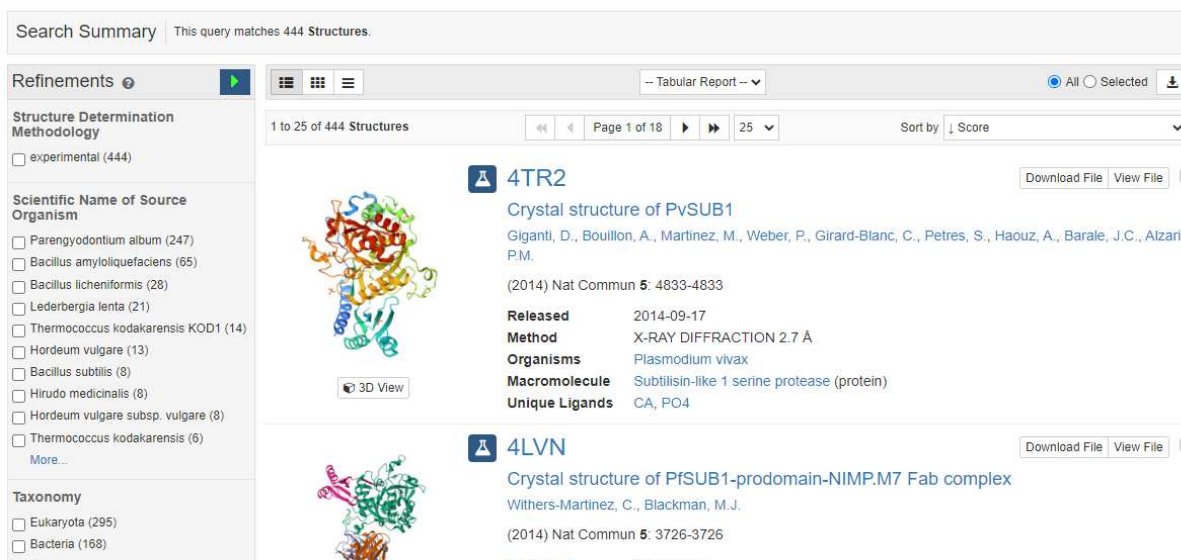 Search Summary This query matches 444 Structures.
Refinements
Structure Determination
Methodology
experimental (444)
Scientific Name of Source
Organism
Parengyodontium album (247)
Bacillus amyloliquefaciens (65)
Bacillus licheniformis (28)
Lederbergia lenta (21)
Thermococcus kodakarensis KOD1 (14)
Hordeum vulgare (13)
Bacillus subtilis (8)
Hirudo medicinalis (8)
Hordeum vulgare subsp. vulgare (8)
Thermococcus kodakarensis (6)
More...
Taxonomy
Eukaryota (295)
Bacteria (168)
-- Tabular Report -- All Selected
1 to 25 of 444 Structures Page 1 of 18 25 Sort by ↓ Score
4TR2 Download File View File
Crystal structure of PvSUB1
Giganti, D., Bouillon, A., Martinez, M., Weber, P., Girard-Blanc, C., Petres, S., Haouz, A., Barale, J.C., Alzari
P.M.
(2014) Nat Commun 5: 4833-4833
Released 2014-09-17
Method X-RAY DIFFRACTION 2.7 Å
Organisms Plasmodium vivax
Macromolecule Subtilisin-like 1 serine protease (protein)
Unique Ligands CA, PO4
3D View
4LVN Download File View File
Crystal structure of PfSUB1-prodomain-NIMP.M7 Fab complex
Withers-Martinez, C., Blackman, M.J.
(2014) Nat Commun 5: 3726-3726